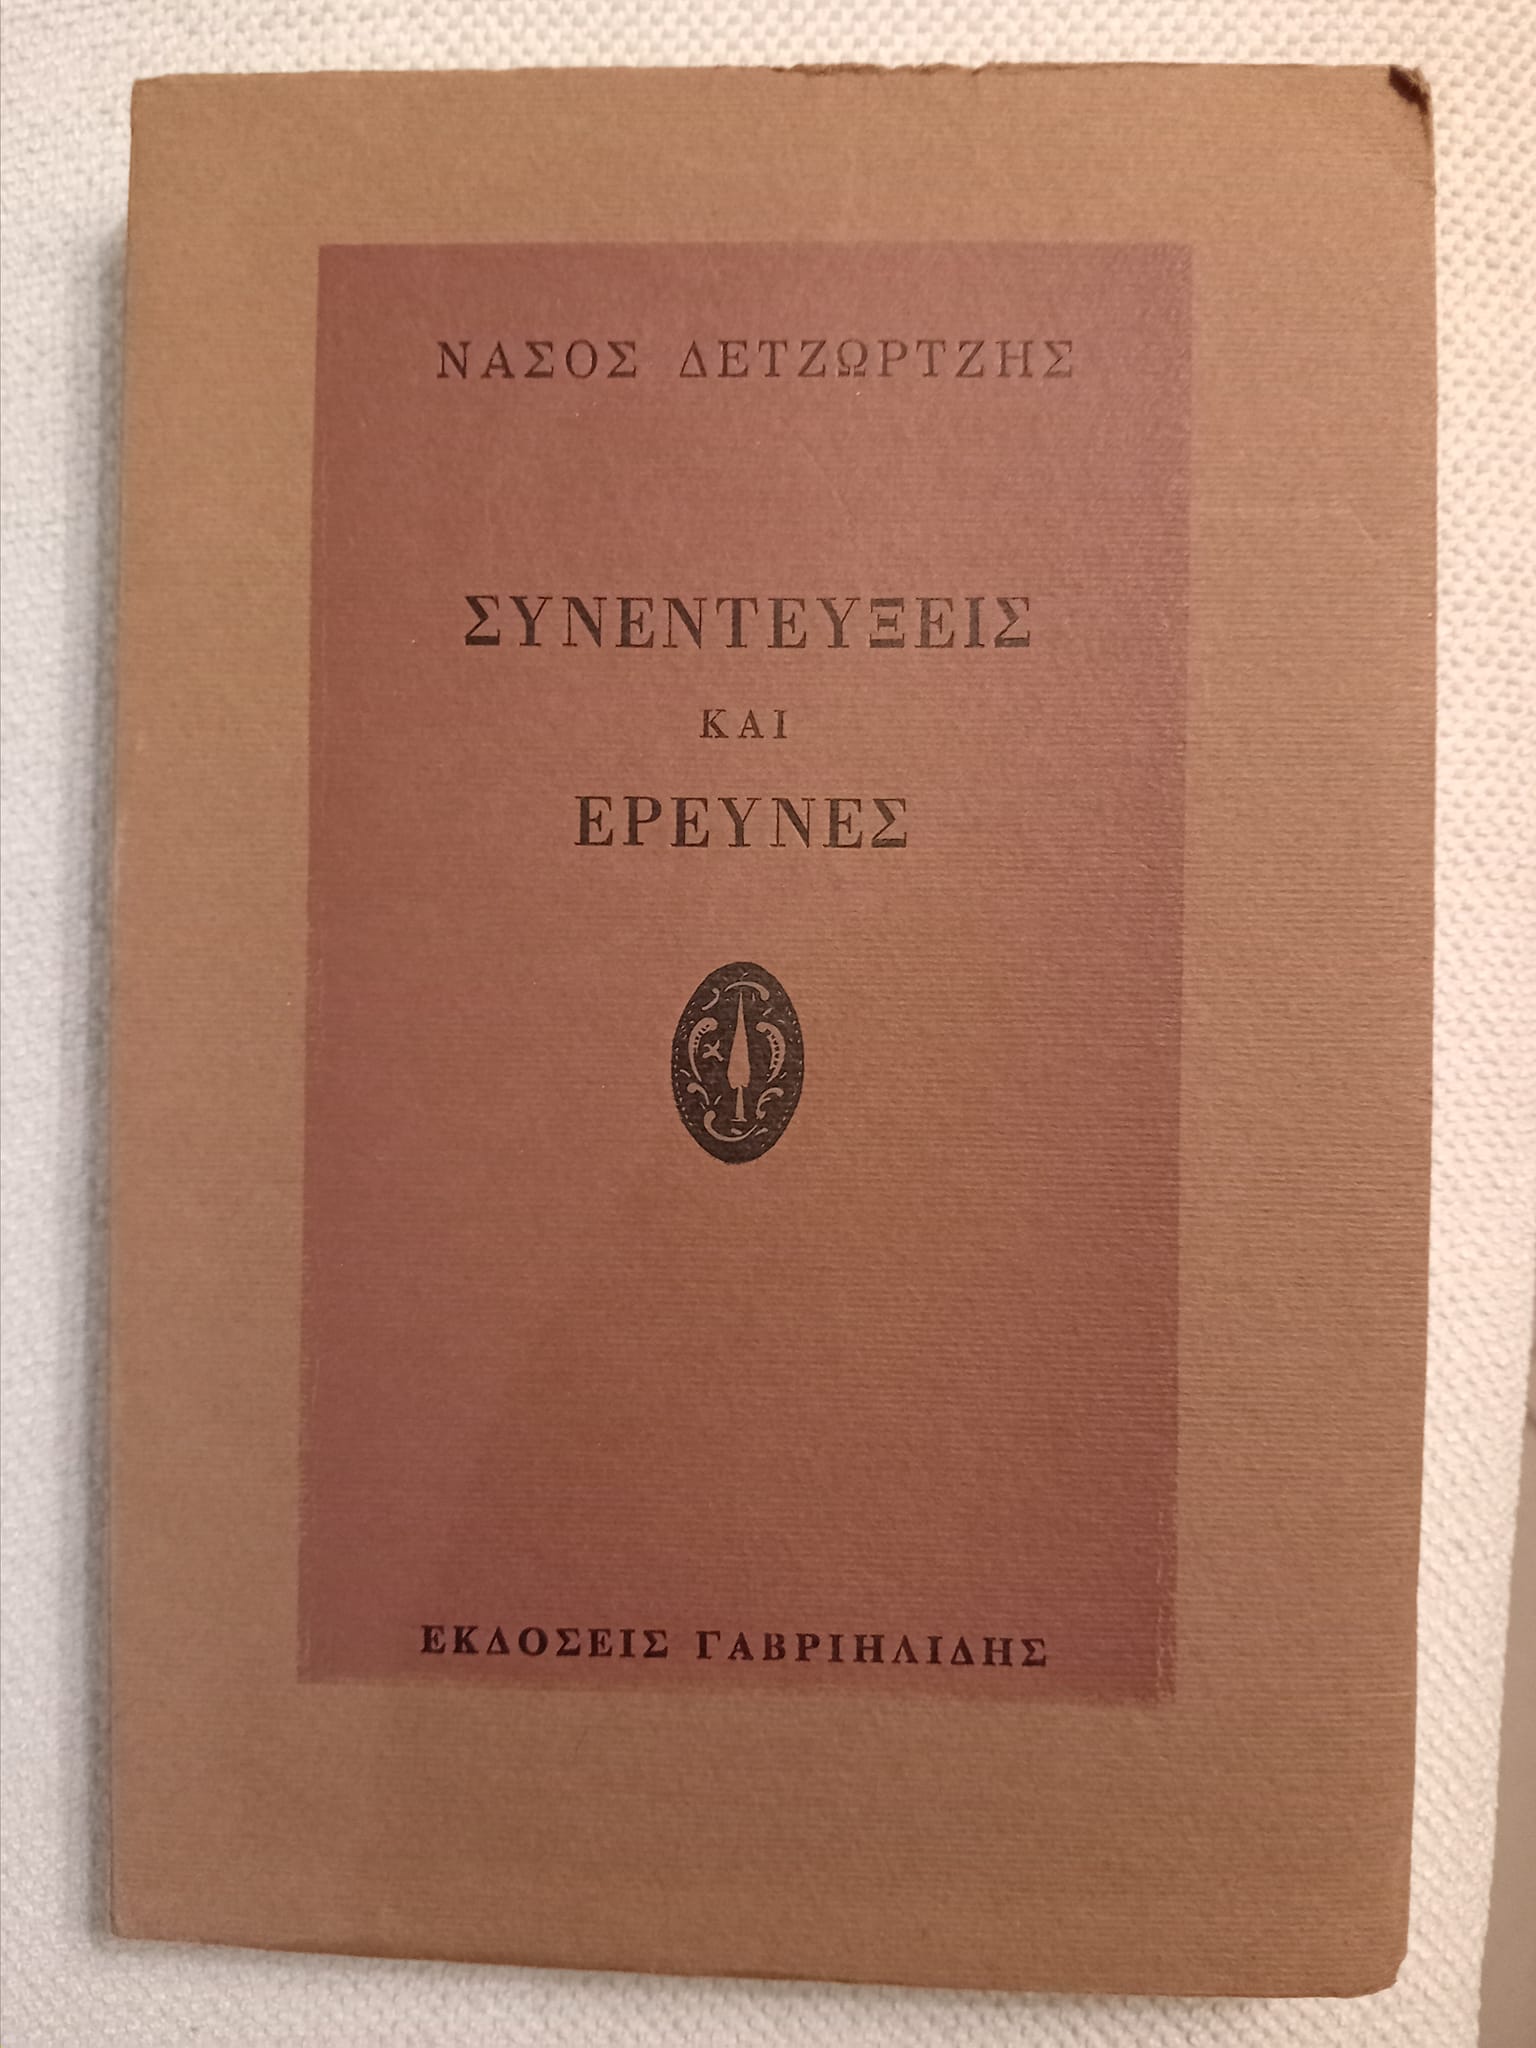 ΝΑΣΟΣ ΔΕΤΖΩΡΤΖΗΣ
ΣΥΝΕΝΤΕΥΞΕΙΣ
ΚΑΙ
ΕΡΕΥΝΕΣ
ΕΚΔΟΣΕΙΣ ΓΑΒΡΙΗΛΙΔΗΣ